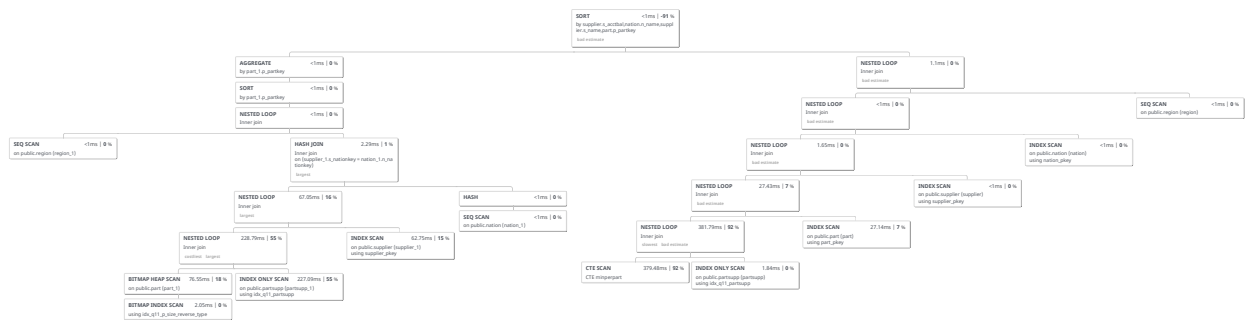 SORT <1ms | -91 %
by supplier.s_acctbal,nation.n_name,suppl
ier.s_name,part.p_partkey
bad estimate
AGGREGATE <1ms | 0 %
by part_1.p_partkey
NESTED LOOP 1.1ms | 0 %
Inner join
bad estimate
SORT <1ms | 0 %
by part_1.p_partkey
NESTED LOOP <1ms | 0 %
Inner join
bad estimate
SEQ SCAN <1ms | 0 %
on public.region (region)
NESTED LOOP <1ms | 0 %
Inner join
SEQ SCAN <1ms | 0 %
on public.region (region_1)
HASH JOIN 2.29ms | 1 %
Inner join
on (supplier_1.s_nationkey = nation_1.n_na
tionkey)
largest
NESTED LOOP 1.65ms | 0 %
Inner join
bad estimate
INDEX SCAN <1ms | 0 %
on public.nation (nation)
using nation_pkey
NESTED LOOP 67.05ms | 16 %
Inner join
largest
HASH <1ms | 0 %
NESTED LOOP 27.43ms | 7 %
Inner join
bad estimate
INDEX SCAN <1ms | 0 %
on public.supplier (supplier)
using supplier_pkey
SEQ SCAN <1ms | 0 %
on public.nation (nation_1)
NESTED LOOP 228.79ms | 55 %
Inner join
costliest largest
INDEX SCAN 62.75ms | 15 %
on public.supplier (supplier_1)
using supplier_pkey
NESTED LOOP 381.79ms | 92 %
Inner join
slowest bad estimate
INDEX SCAN 27.14ms | 7 %
on public.part (part)
using part_pkey
BITMAP HEAP SCAN 76.55ms | 18 %
on public.part (part_1)
INDEX ONLY SCAN 227.09ms | 55 %
on public.partsupp (partsupp_1)
using idx_q11_partsupp
CTE SCAN 379.48ms | 92 %
CTE minperpart
INDEX ONLY SCAN 1.84ms | 0 %
on public.partsupp (partsupp)
using idx_q11_partsupp
BITMAP INDEX SCAN 2.05ms | 0 %
using idx_q11_p_size_reverse_type